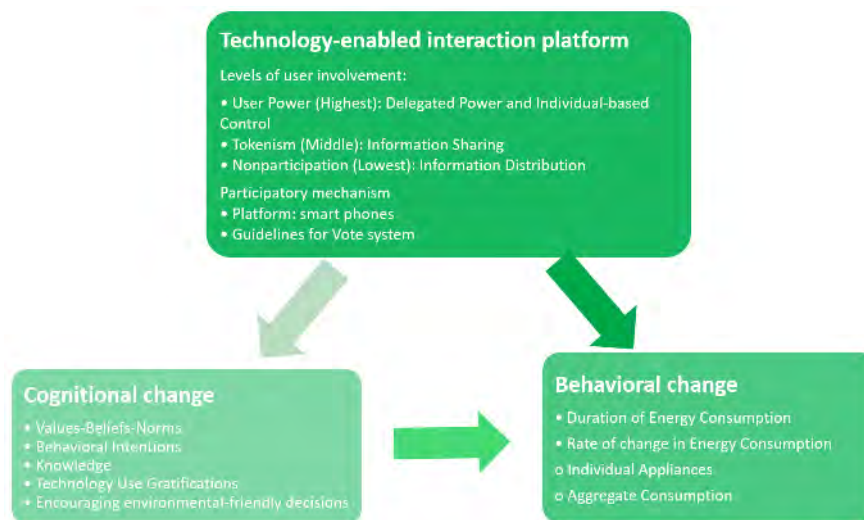 Technology-enabled interaction platform
Levels of user involvement:
• User Power (Highest): Delegated Power and Individual-based
Control
• Tokenism (Middle): Information Sharing
• Nonparticipation (Lowest): Information Distribution
Participatory mechanism
• Platform: smart phones
• Guidelines for Vote system
Cognitional change
• Values-Beliefs-Norms
• Behavioral Intentions
• Knowledge
• Technology Use Gratifications
• Encouraging environmental-friendly decisions
Behavioral change
• Duration of Energy Consumption
• Rate of change in Energy Consumption
o Individual Appliances
o Aggregate Consumption